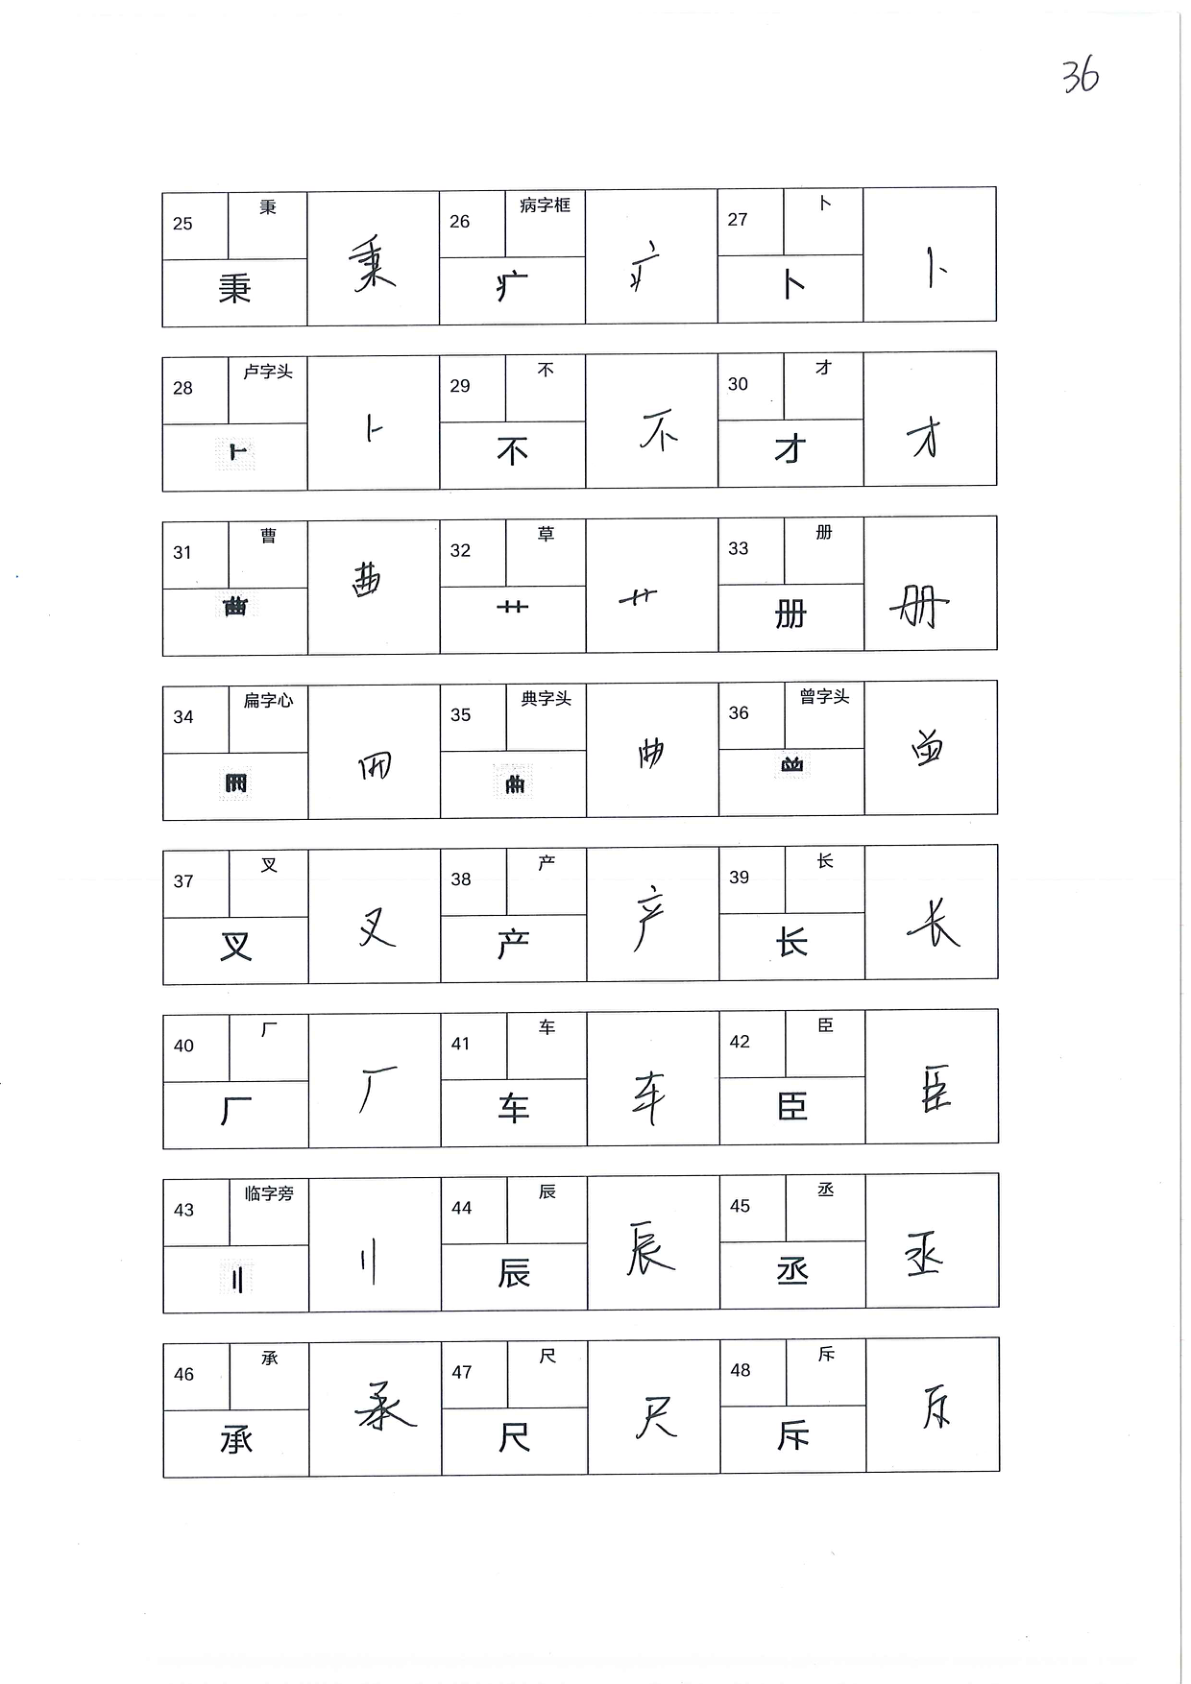 36
25 秉 秉 26 病字框 疒 27 卜 卜
秉 疒 卜
28 卢字头 ⺊ 29 不 不 30 才 才
⺊ 不 才
31 曹 32 草 艹 33 册 册
艹 册
34 扁字心 35 典字头 36 曾字头
37 叉 叉 38 产 产 39 长 长
叉 产 长
40 厂 厂 41 车 车 42 臣 臣
厂 车 臣
43 临字旁 〢 44 辰 辰 45 丞 丞
〢 辰 丞
46 承 承 47 尺 尺 48 斥 斥
承 尺 斥